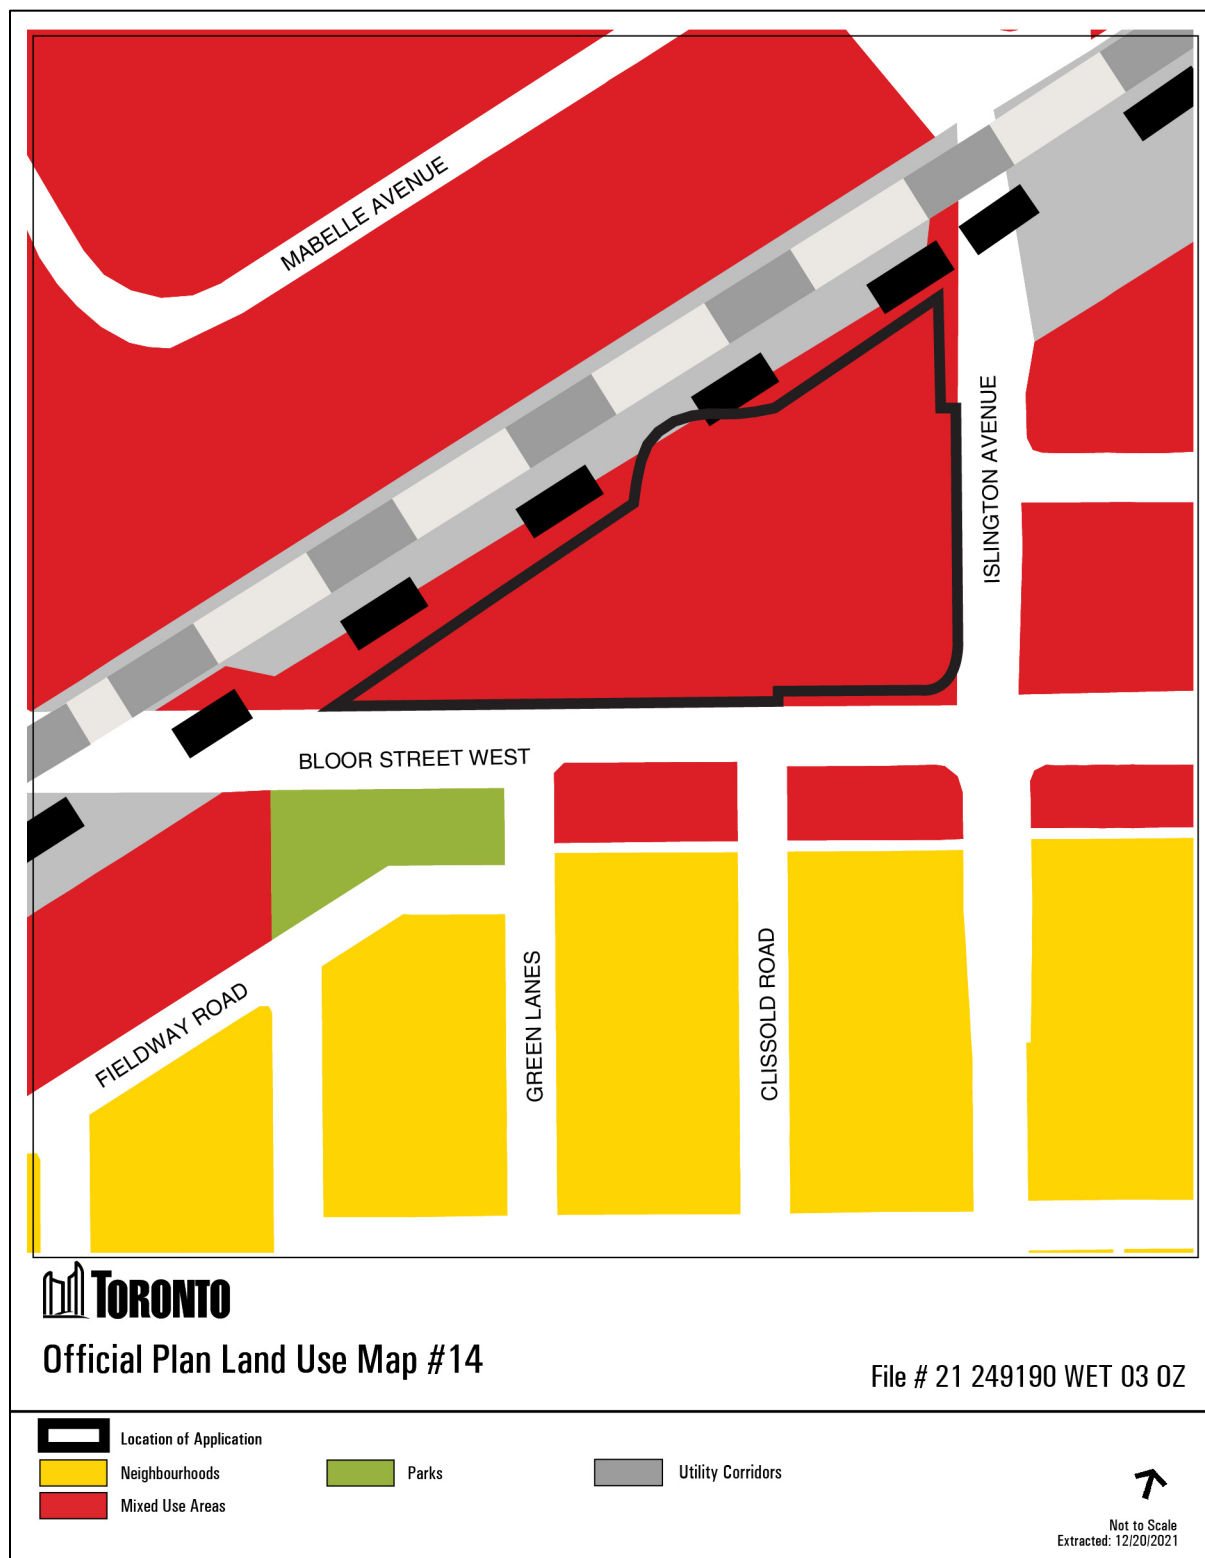 MABELLE AVENUE
ISLINGTON AVENUE
BLOOR STREET WEST
FIELDWAY ROAD
GREEN LANES
CLISSOLD ROAD
TORONTO
Official Plan Land Use Map #14
File # 21 249190 WET 03 OZ
Location of Application
Neighbourhoods
Mixed Use Areas
Parks
Utility Corridors
Not to Scale
Extracted: 12/20/2021